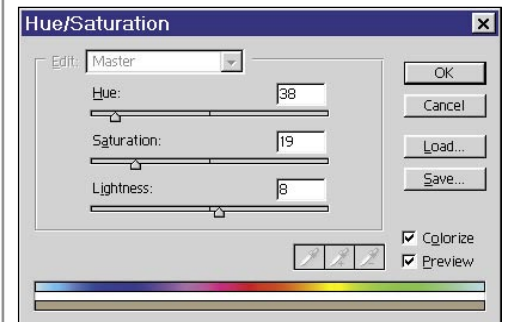 Hue/Saturation
Edit: Master
Hue: 38
Saturation: 19
Lightness: 8
OK
Cancel
Load...
Save...
Colorize
Preview